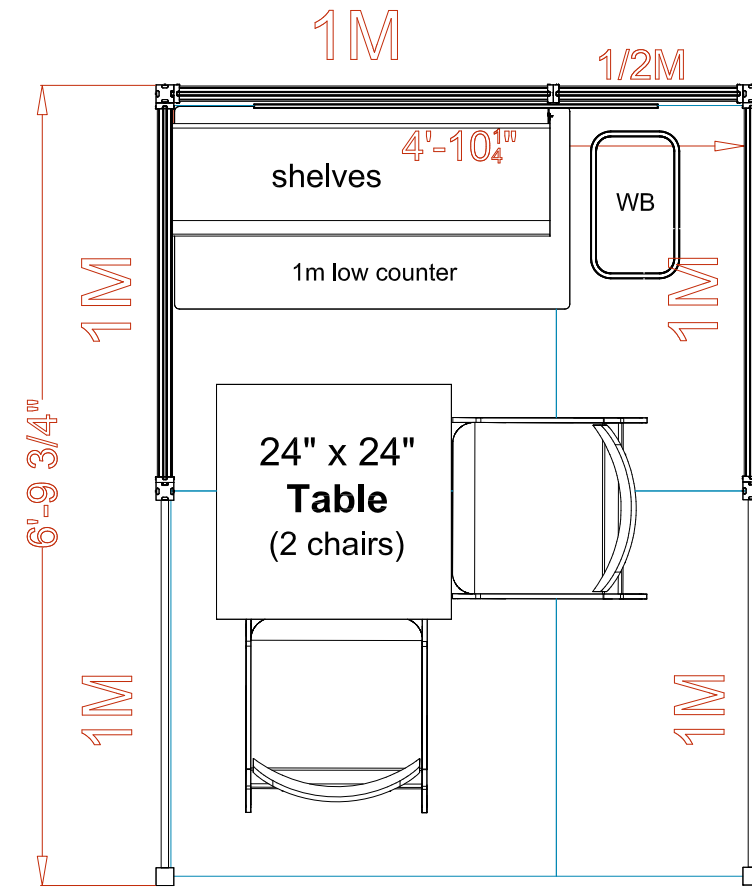 1M
1/2M
4'-10¼"
shelves
WB
1m low counter
1M
1M
6'-9 3/4"
24" x 24"
Table
(2 chairs)
1M
1M